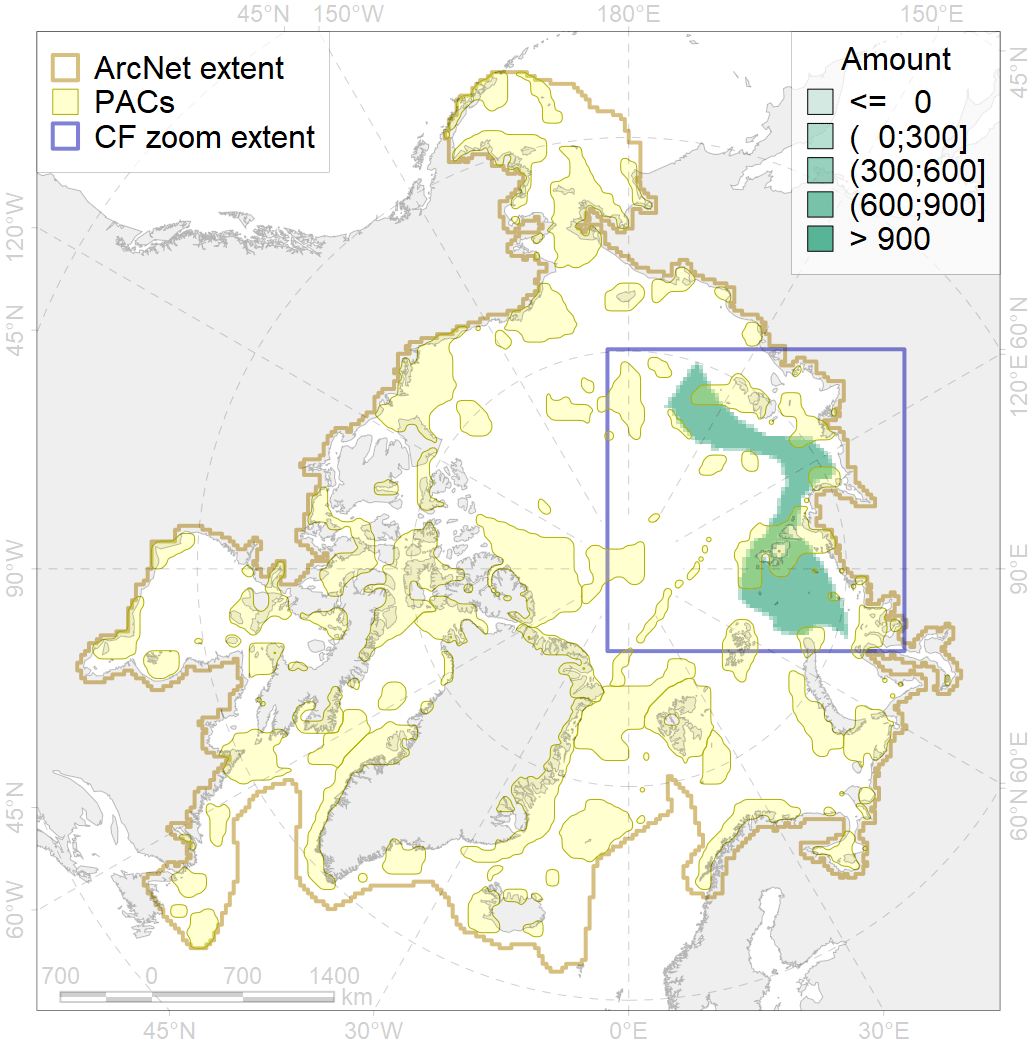 45°N 150°W 180°E 150°E
ArcNet extent
PACs
CF zoom extent
Amount
<= 0
( 0;300]
(300;600]
(600;900]
> 900
45°N
120°W
45°N
60°N
120°E
90°W
90°E
45°N
60°W
60°E
60°N
700 0 700 1400
km
45°N 30°W 0°E 30°E